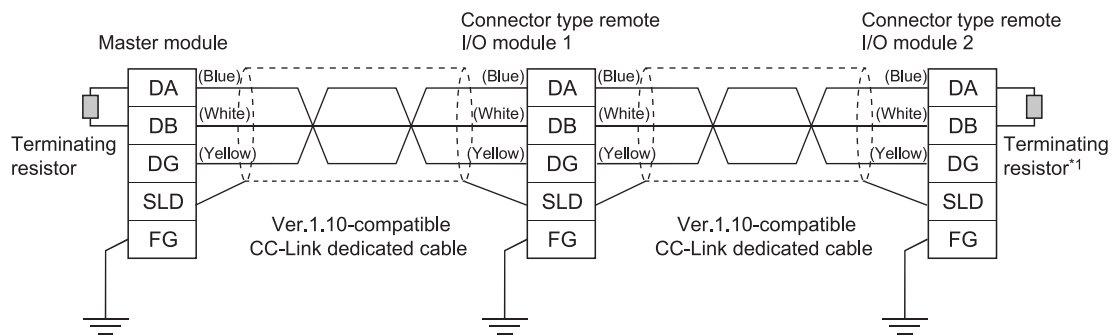 Master module
Connector type remote
I/O module 1
Connector type remote
I/O module 2
DA
DB
DG
SLD
FG
(Blue)
(White)
(Yellow)
(Blue)
(White)
(Yellow)
DA
DB
DG
SLD
FG
(Blue)
(White)
(Yellow)
(Blue)
(White)
(Yellow)
DA
DB
DG
SLD
FG
Terminating
resistor
Terminating
resistor*1
Ver.1.10-compatible
CC-Link dedicated cable
Ver.1.10-compatible
CC-Link dedicated cable